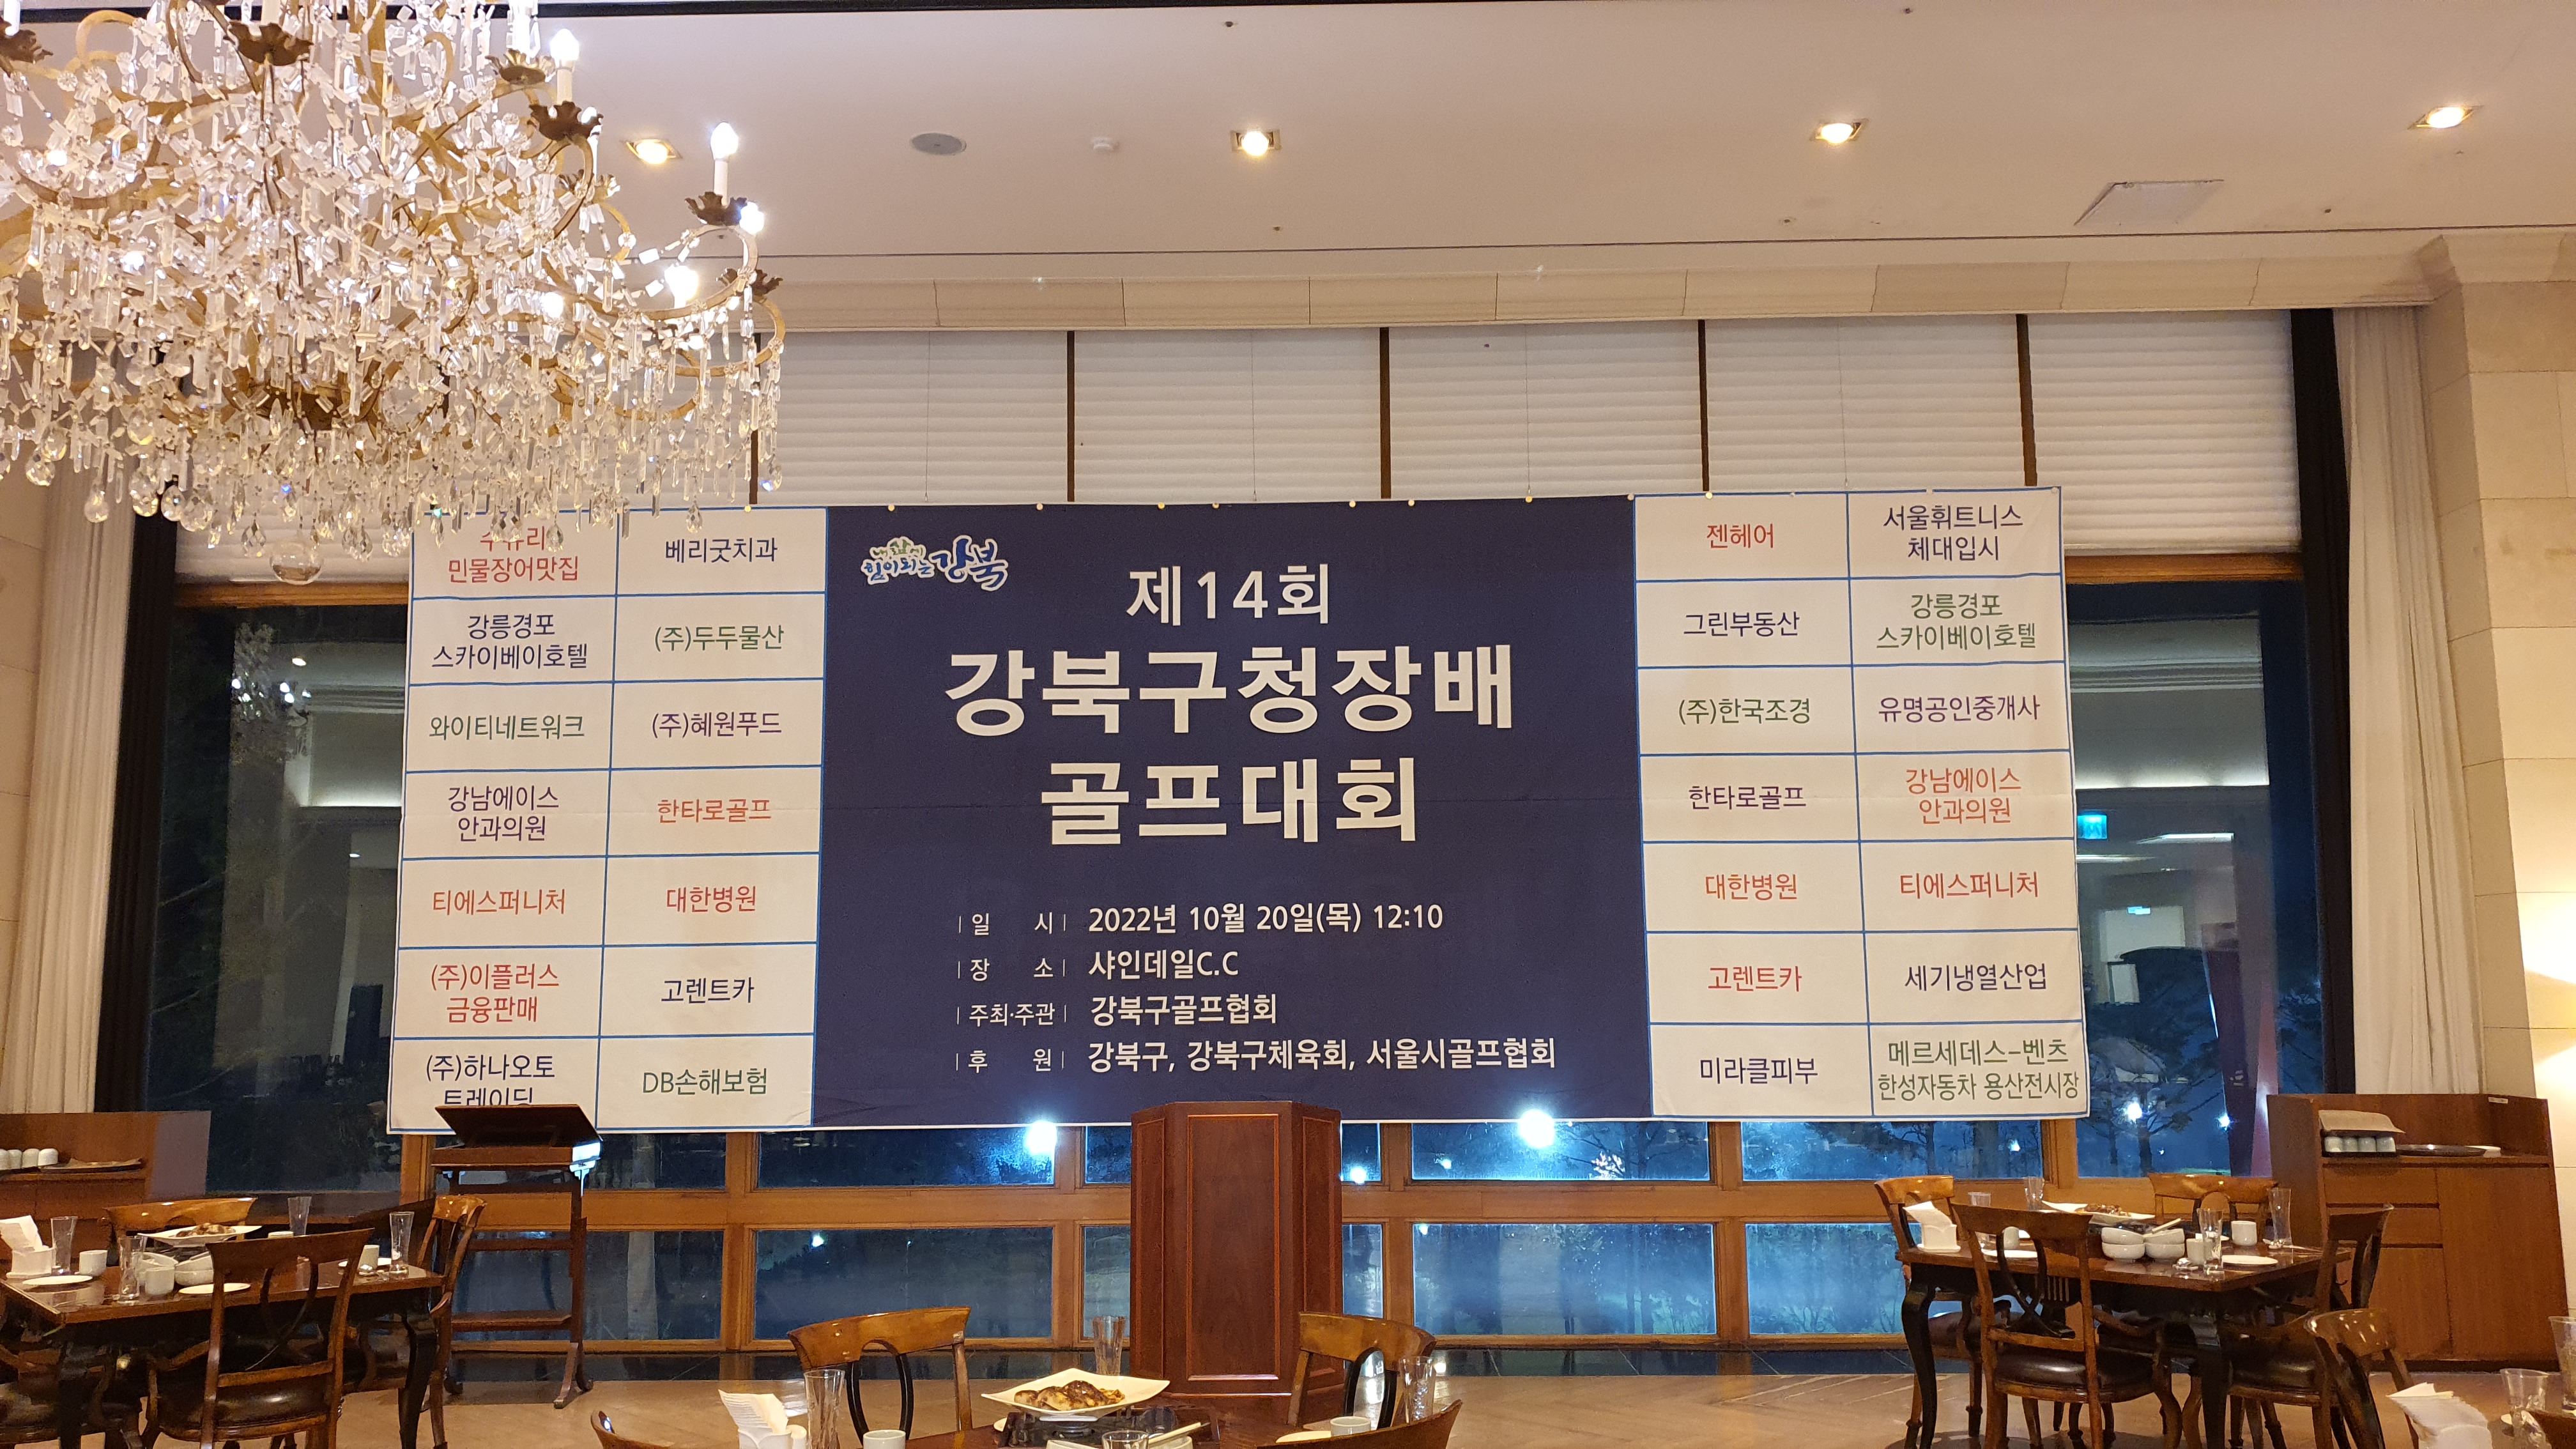 민물장어맛집
베리굿치과
강릉경포
스카이베이호텔
(주)두두물산
와이티네트워크
(주)혜원푸드
강남에이스
안과의원
한타로골프
티에스퍼니처
대한병원
(주)이플러스
금융판매
고렌트카
(주)하나오토
트레이딩
DB손해보험
내 삶에
힘이되는 강북
제14회
강북구청장배
골프대회
| 일 시 | 2022년 10월 20일(목) 12:10
| 장 소 | 샤인데일C.C
| 주최·주관 | 강북구골프협회
| 후 원 | 강북구, 강북구체육회, 서울시골프협회
젠헤어
서울휘트니스
체대입시
그린부동산
강릉경포
스카이베이호텔
(주)한국조경
유명공인중개사
한타로골프
강남에이스
안과의원
대한병원
티에스퍼니처
고렌트카
세기냉열산업
미라클피부
메르세데스-벤츠
한성자동차 용산전시장